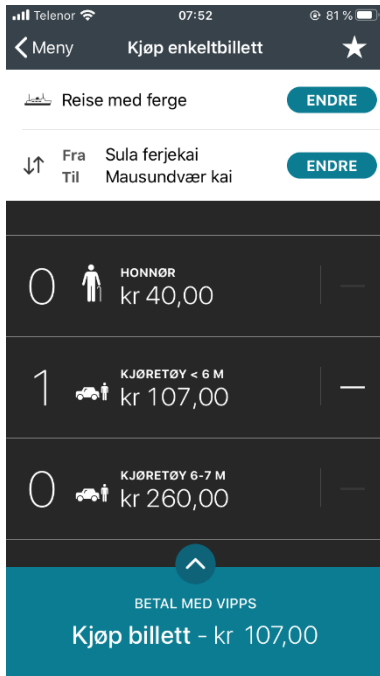 Telenor 07:52 81 %
Meny Kjøp enkeltbillett
Reise med ferge ENDRE
Fra Sula ferjekai
Til Mausundvær kai ENDRE
0 HONNØR
kr 40,00
1 KJØRETØY < 6 M
kr 107,00
0 KJØRETØY 6-7 M
kr 260,00
BETAL MED VIPPS
Kjøp billett - kr 107,00